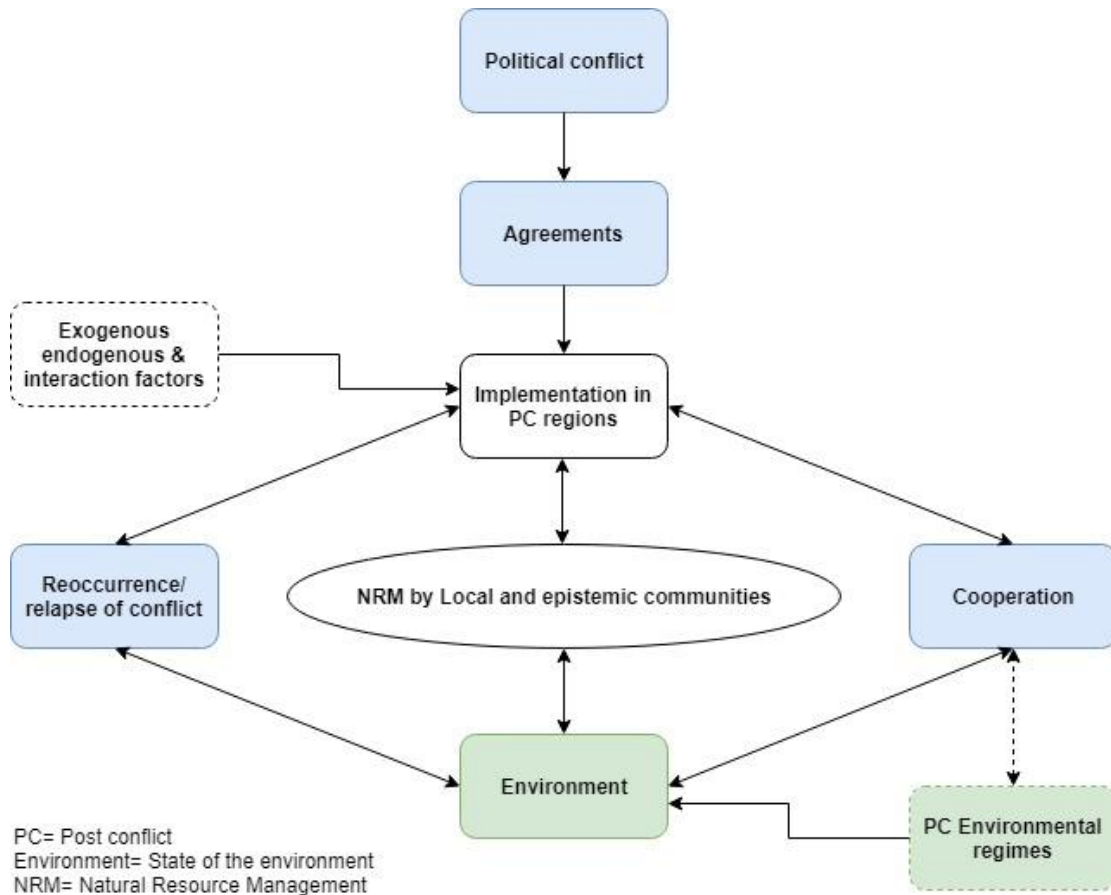 Political conflict
Agreements
Exogenous
endogenous &
interaction factors
Implementation in
PC regions
Reoccurrence/
relapse of conflict
NRM by Local and epistemic communities
Cooperation
Environment
PC Environmental
regimes
PC= Post conflict
Environment= State of the environment
NRM= Natural Resource Management